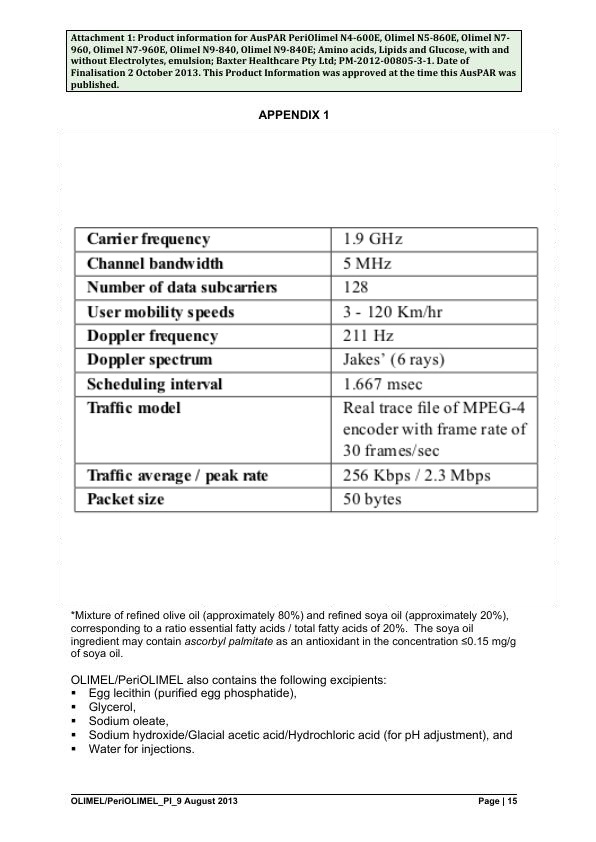 Attachment 1: Product information for AusPAR PeriOlimel N4-600E, Olimel N5-860E, Olimel N7-
960, Olimel N7-960E, Olimel N9-840, Olimel N9-840E; Amino acids, Lipids and Glucose, with and
without Electrolytes, emulsion; Baxter Healthcare Pty Ltd; PM-2012-00805-3-1. Date of
Finalisation 2 October 2013. This Product Information was approved at the time this AusPAR was
published.
APPENDIX 1
Carrier frequency 1.9 GHz
Channel bandwidth 5 MHz
Number of data subcarriers 128
User mobility speeds 3 - 120 Km/hr
Doppler frequency 211 Hz
Doppler spectrum Jakes’ (6 rays)
Scheduling interval 1.667 msec
Traffic model Real trace file of MPEG-4
encoder with frame rate of
30 frames/sec
Traffic average / peak rate 256 Kbps / 2.3 Mbps
Packet size 50 bytes
*Mixture of refined olive oil (approximately 80%) and refined soya oil (approximately 20%),
corresponding to a ratio essential fatty acids / total fatty acids of 20%. The soya oil
ingredient may contain ascorbyl palmitate as an antioxidant in the concentration ≤0.15 mg/g
of soya oil.
OLIMEL/PeriOLIMEL also contains the following excipients:
▪ Egg lecithin (purified egg phosphatide),
▪ Glycerol,
▪ Sodium oleate,
▪ Sodium hydroxide/Glacial acetic acid/Hydrochloric acid (for pH adjustment), and
▪ Water for injections.
OLIMEL/PeriOLIMEL_PI_9 August 2013 Page | 15